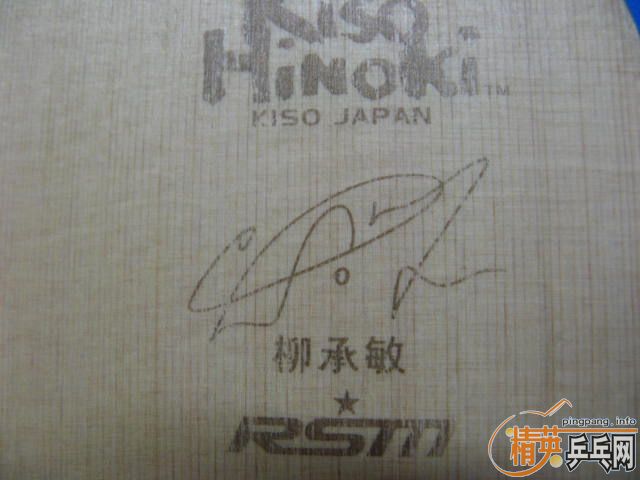 KISO
HINOKI™
KISO JAPAN
柳承敏
★
RSM
pingpang.info
精英乒乓网